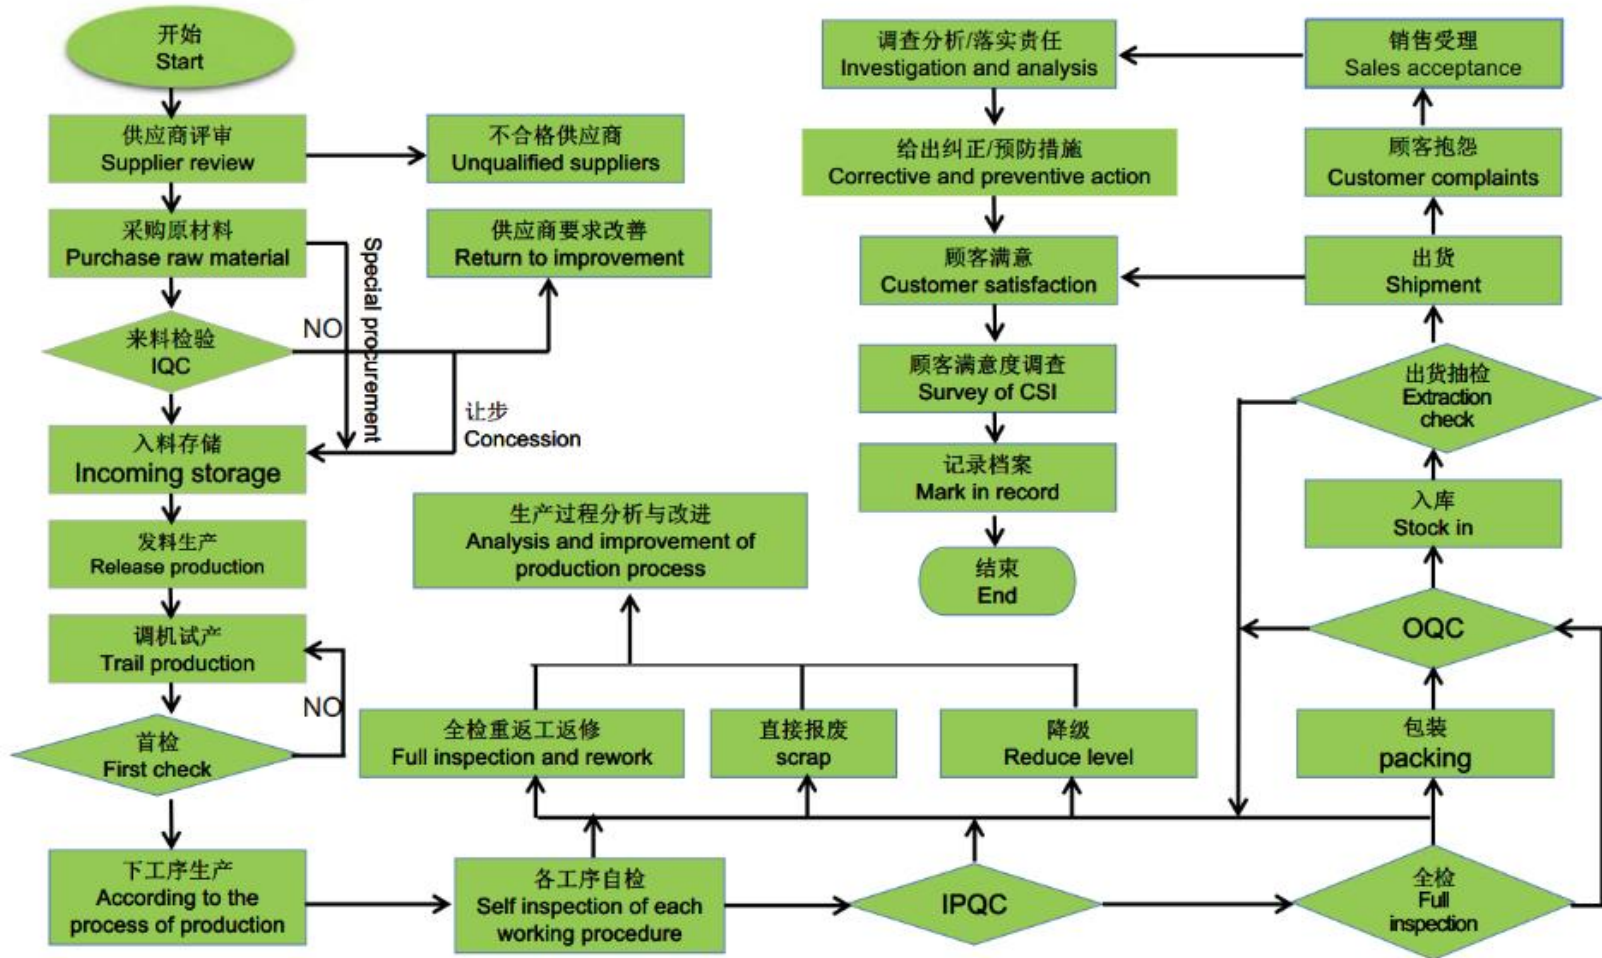 开始
Start
供应商评审
Supplier review
不合格供应商
Unqualified suppliers
采购原材料
Purchase raw material
供应商要求改善
Return to improvement
Special procurement
来料检验
IQC
NO
让步
Concession
入料存储
Incoming storage
发料生产
Release production
调机试产
Trail production
NO
首检
First check
下工序生产
According to the
process of production
生产过程分析与改进
Analysis and improvement of
production process
全检重返工返修
Full inspection and rework
直接报废
scrap
降级
Reduce level
各工序自检
Self inspection of each
working procedure
IPQC
全检
Full
inspection
包装
packing
OQC
入库
Stock in
出货抽检
Extraction
check
出货
Shipment
顾客抱怨
Customer complaints
销售受理
Sales acceptance
调查分析/落实责任
Investigation and analysis
给出纠正/预防措施
Corrective and preventive action
顾客满意
Customer satisfaction
顾客满意度调查
Survey of CSI
记录档案
Mark in record
结束
End